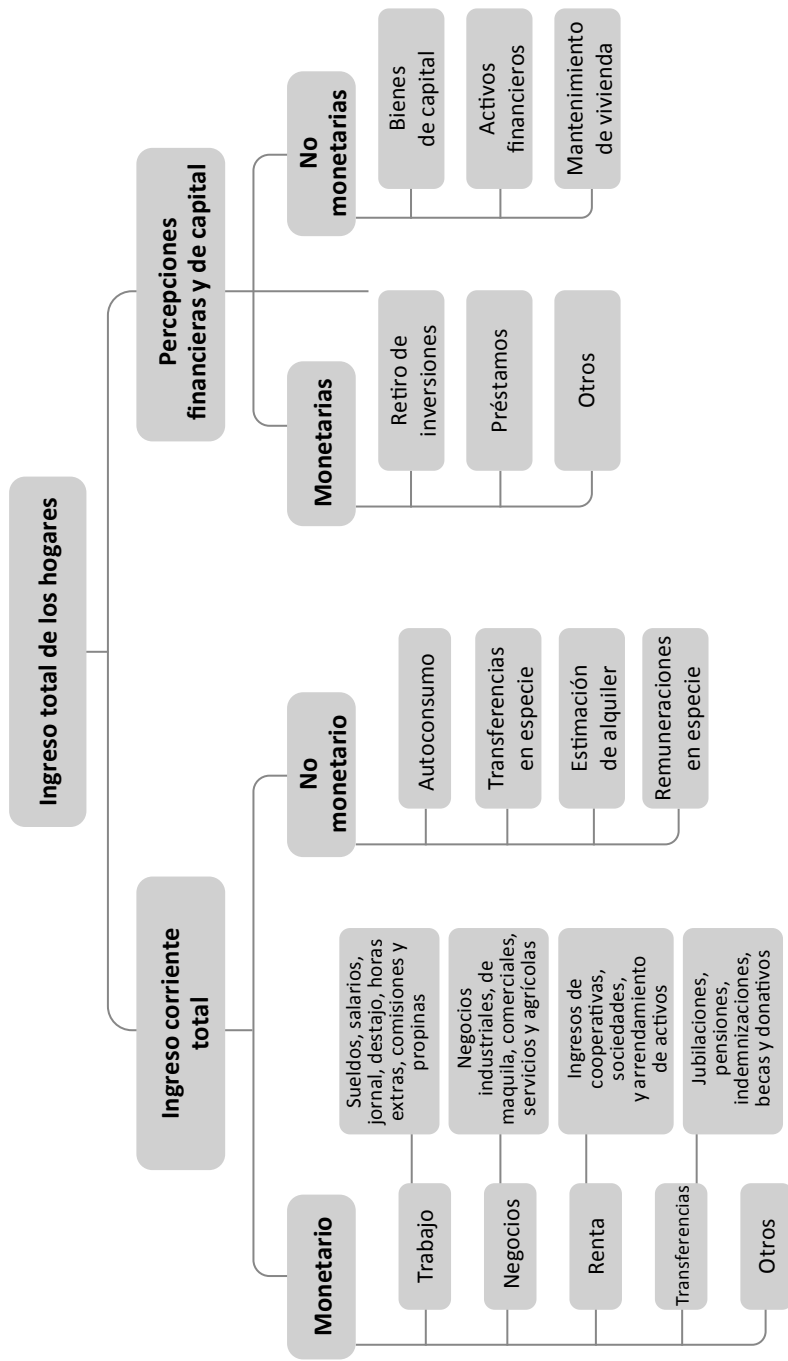 Ingreso total de los hogares
Ingreso corriente
total
Monetario
Trabajo
Sueldos, salarios,
jornal, destajo, horas
extras, comisiones y
propinas
Negocios
Negocios
industriales, de
maquila, comerciales,
servicios y agrícolas
Renta
Ingresos de
cooperativas,
sociedades,
y arrendamiento
de activos
Transferencias
Jubilaciones,
pensiones,
indemnizaciones,
becas y donativos
Otros
No
monetario
Autoconsumo
Transferencias
en especie
Estimación
de alquiler
Remuneraciones
en especie
Percepciones
financieras y de capital
Monetarias
Retiro de
inversiones
Préstamos
Otros
No
monetarias
Bienes
de capital
Activos
financieros
Mantenimiento
de vivienda